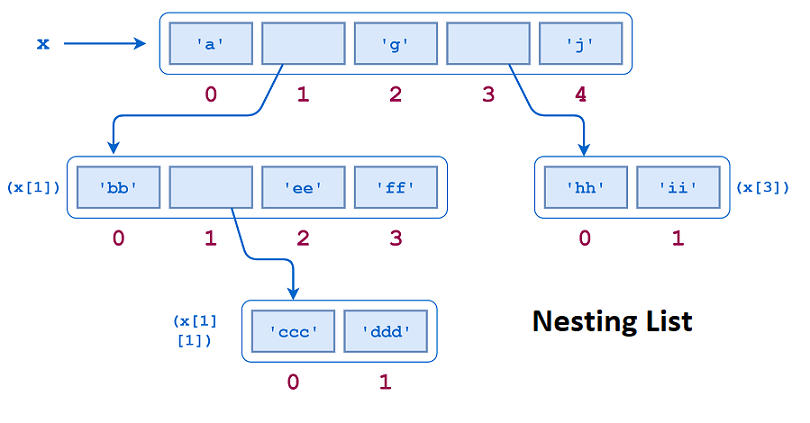 x 'a' 'g' 'j'
0 1 2 3 4
(x[1]) 'bb' 'ee' 'ff' 'hh' 'ii' (x[3])
0 1 2 3 0 1
(x[1]
[1]) 'ccc' 'ddd'
Nesting List
0 1